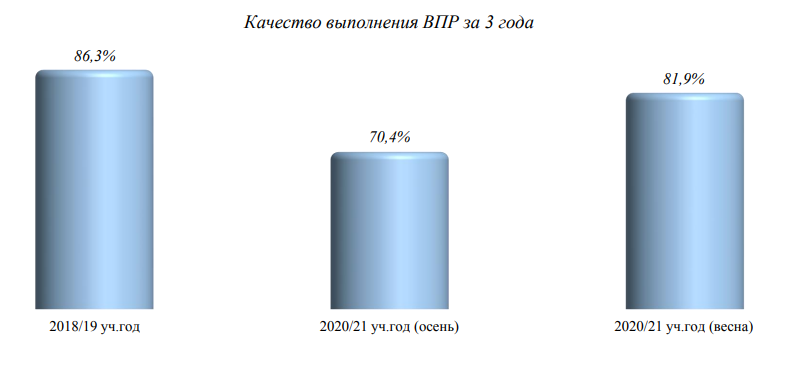 Качество выполнения ВПР за 3 года
86,3%
70,4%
81,9%
2018/19 уч.год
2020/21 уч.год (осень)
2020/21 уч.год (весна)